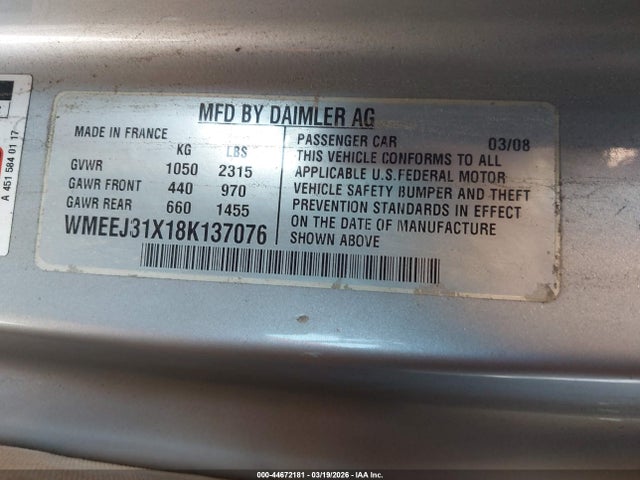 MFD BY DAIMLER AG
MADE IN FRANCE
KG LBS
GVWR 1050 2315
GAWR FRONT 440 970
GAWR REAR 660 1455
WMEEJ31X18K137076
PASSENGER CAR 03/08
THIS VEHICLE CONFORMS TO ALL
APPLICABLE U.S. FEDERAL MOTOR
VEHICLE SAFETY BUMPER AND THEFT
PREVENTION STANDARDS IN EFFECT
ON THE DATE OF MANUFACTURE
SHOWN ABOVE
A 451 584 01 17
000-44672181 - 03/19/2026 - IAA Inc.